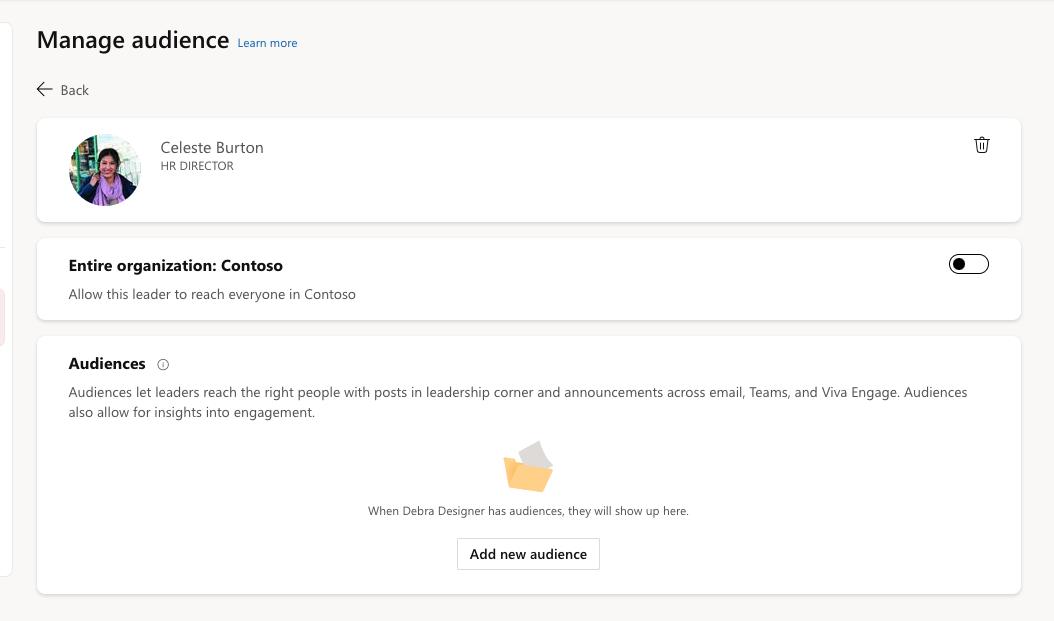 Manage audience Learn more
Back
Celeste Burton
HR DIRECTOR
Entire organization: Contoso
Allow this leader to reach everyone in Contoso
Audiences
Audiences let leaders reach the right people with posts in leadership corner and announcements across email, Teams, and Viva Engage. Audiences
also allow for insights into engagement.
When Debra Designer has audiences, they will show up here.
Add new audience